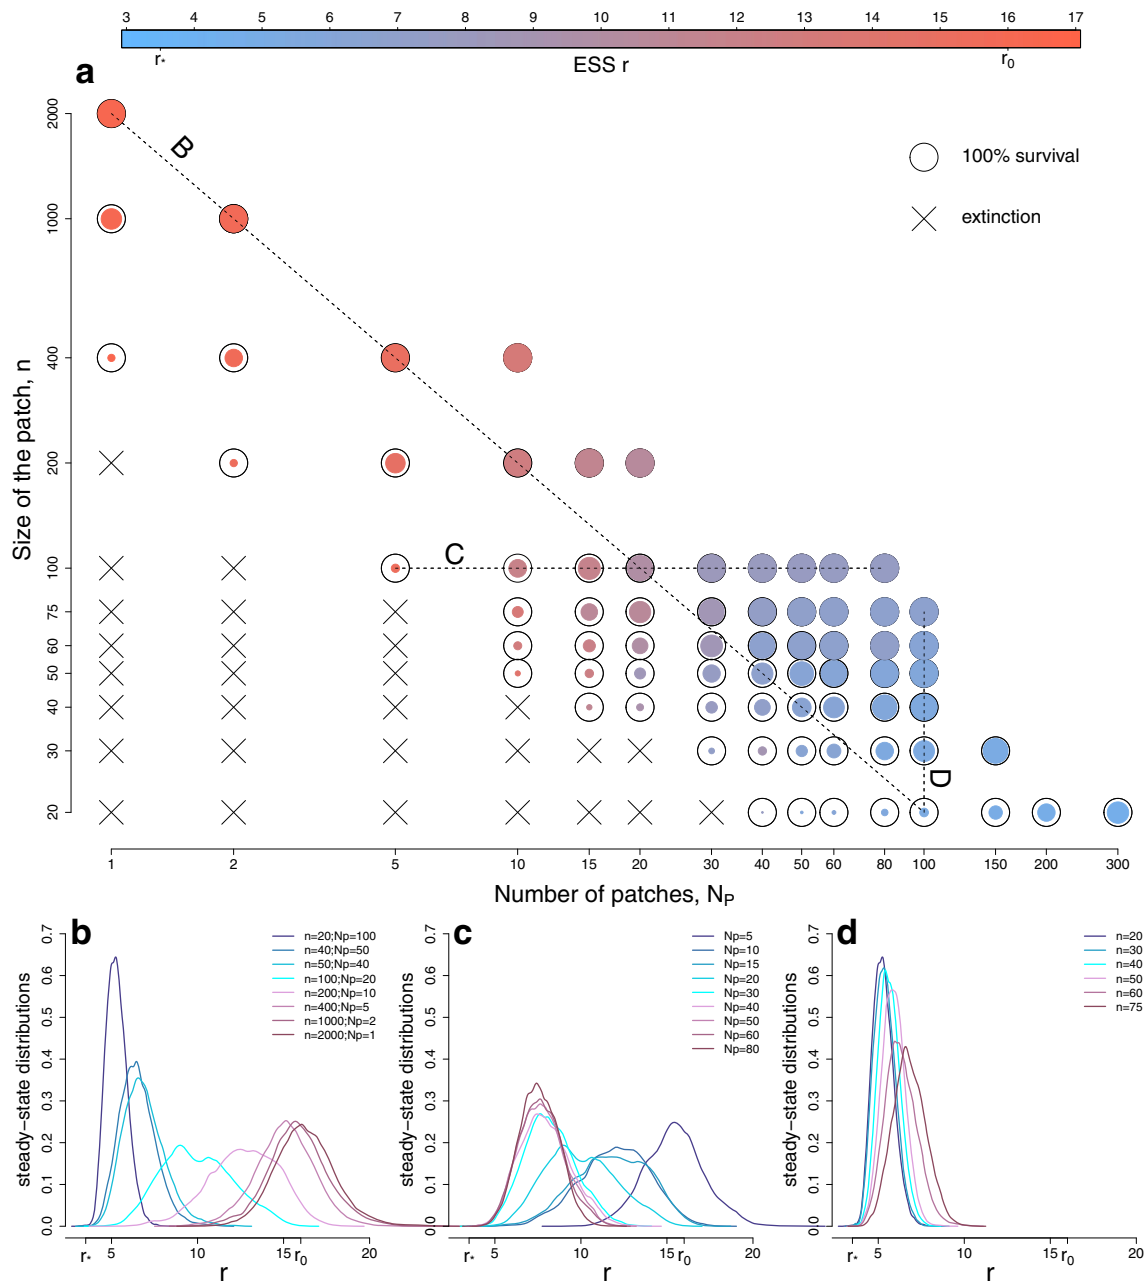 3 4 5 6 7 8 9 10 11 12 13 14 15 16 17
r* r0
ESS r
a
Size of the patch, n
2000
1000
400
200
100
75
60
50
40
30
20
B
C
D
100% survival
extinction
1 2 5 10 15 20 30 40 50 60 80 100 150 200 300
Number of patches, NP
b
steady−state distributions
0.7
0.6
0.5
0.4
0.3
0.2
0.1
0.0
n=20;Np=100
n=40;Np=50
n=50;Np=40
n=100;Np=20
n=200;Np=10
n=400;Np=5
n=1000;Np=2
n=2000;Np=1
r* 5 10 15 r0 20
r
c
steady−state distributions
0.7
0.6
0.5
0.4
0.3
0.2
0.1
0.0
Np=5
Np=10
Np=15
Np=20
Np=30
Np=40
Np=50
Np=60
Np=80
r* 5 10 15 r0 20
r
d
steady−state distributions
0.7
0.6
0.5
0.4
0.3
0.2
0.1
0.0
n=20
n=30
n=40
n=50
n=60
n=75
r* 5 10 15 r0 20
r